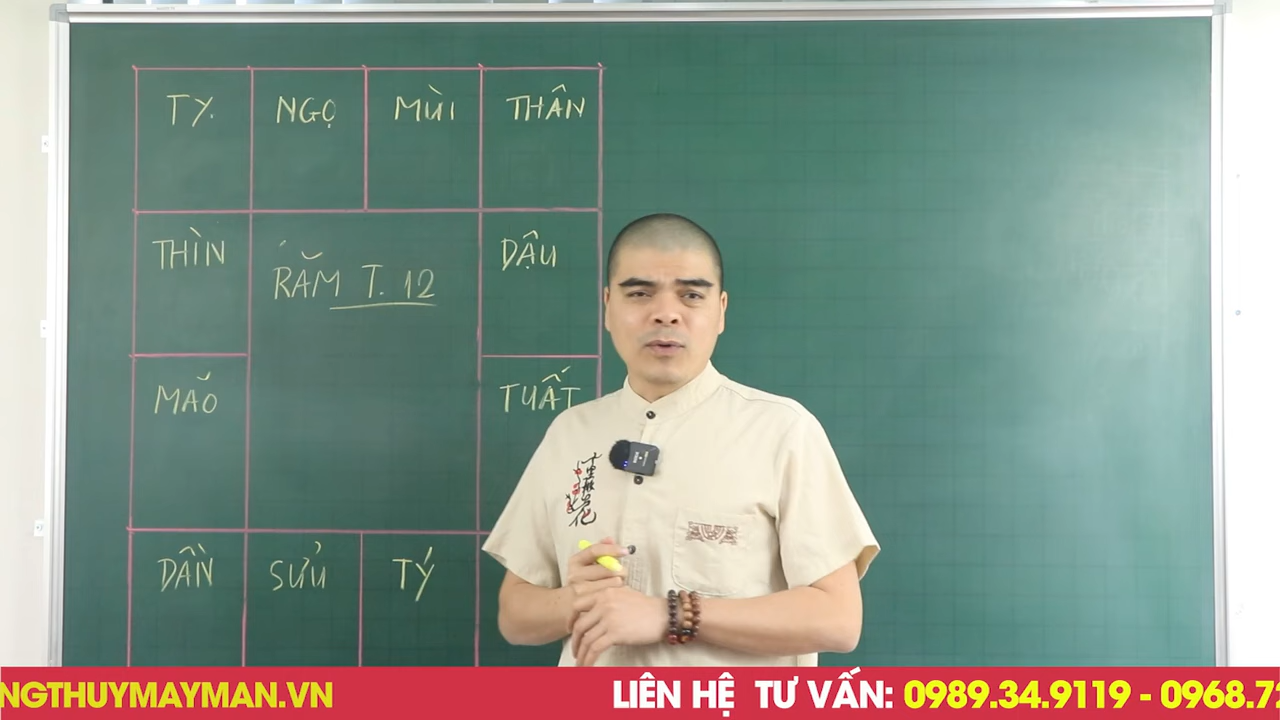 TỴ.
NGỌ
MÙI
THÂN
THÌN
RẰM T. 12
DẬU
MÃO
TUẤT
DẦN
SỬU
TÝ
NGTHUYMAYMAN.VN
LIÊN HỆ TƯ VẤN: 0989.34.9119 - 0968.72